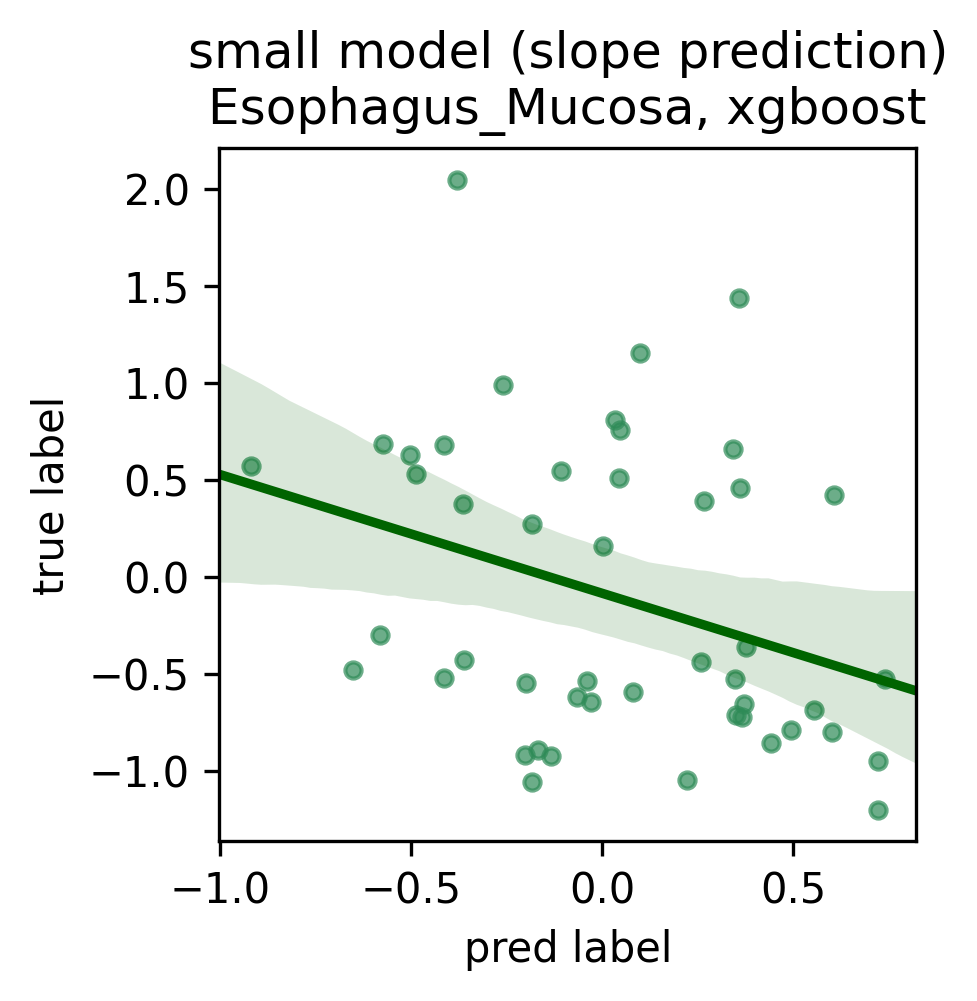 small model (slope prediction)
Esophagus_Mucosa, xgboost
2.0
1.5
1.0
0.5
0.0
−0.5
−1.0
true label
−1.0
−0.5
0.0
0.5
pred label